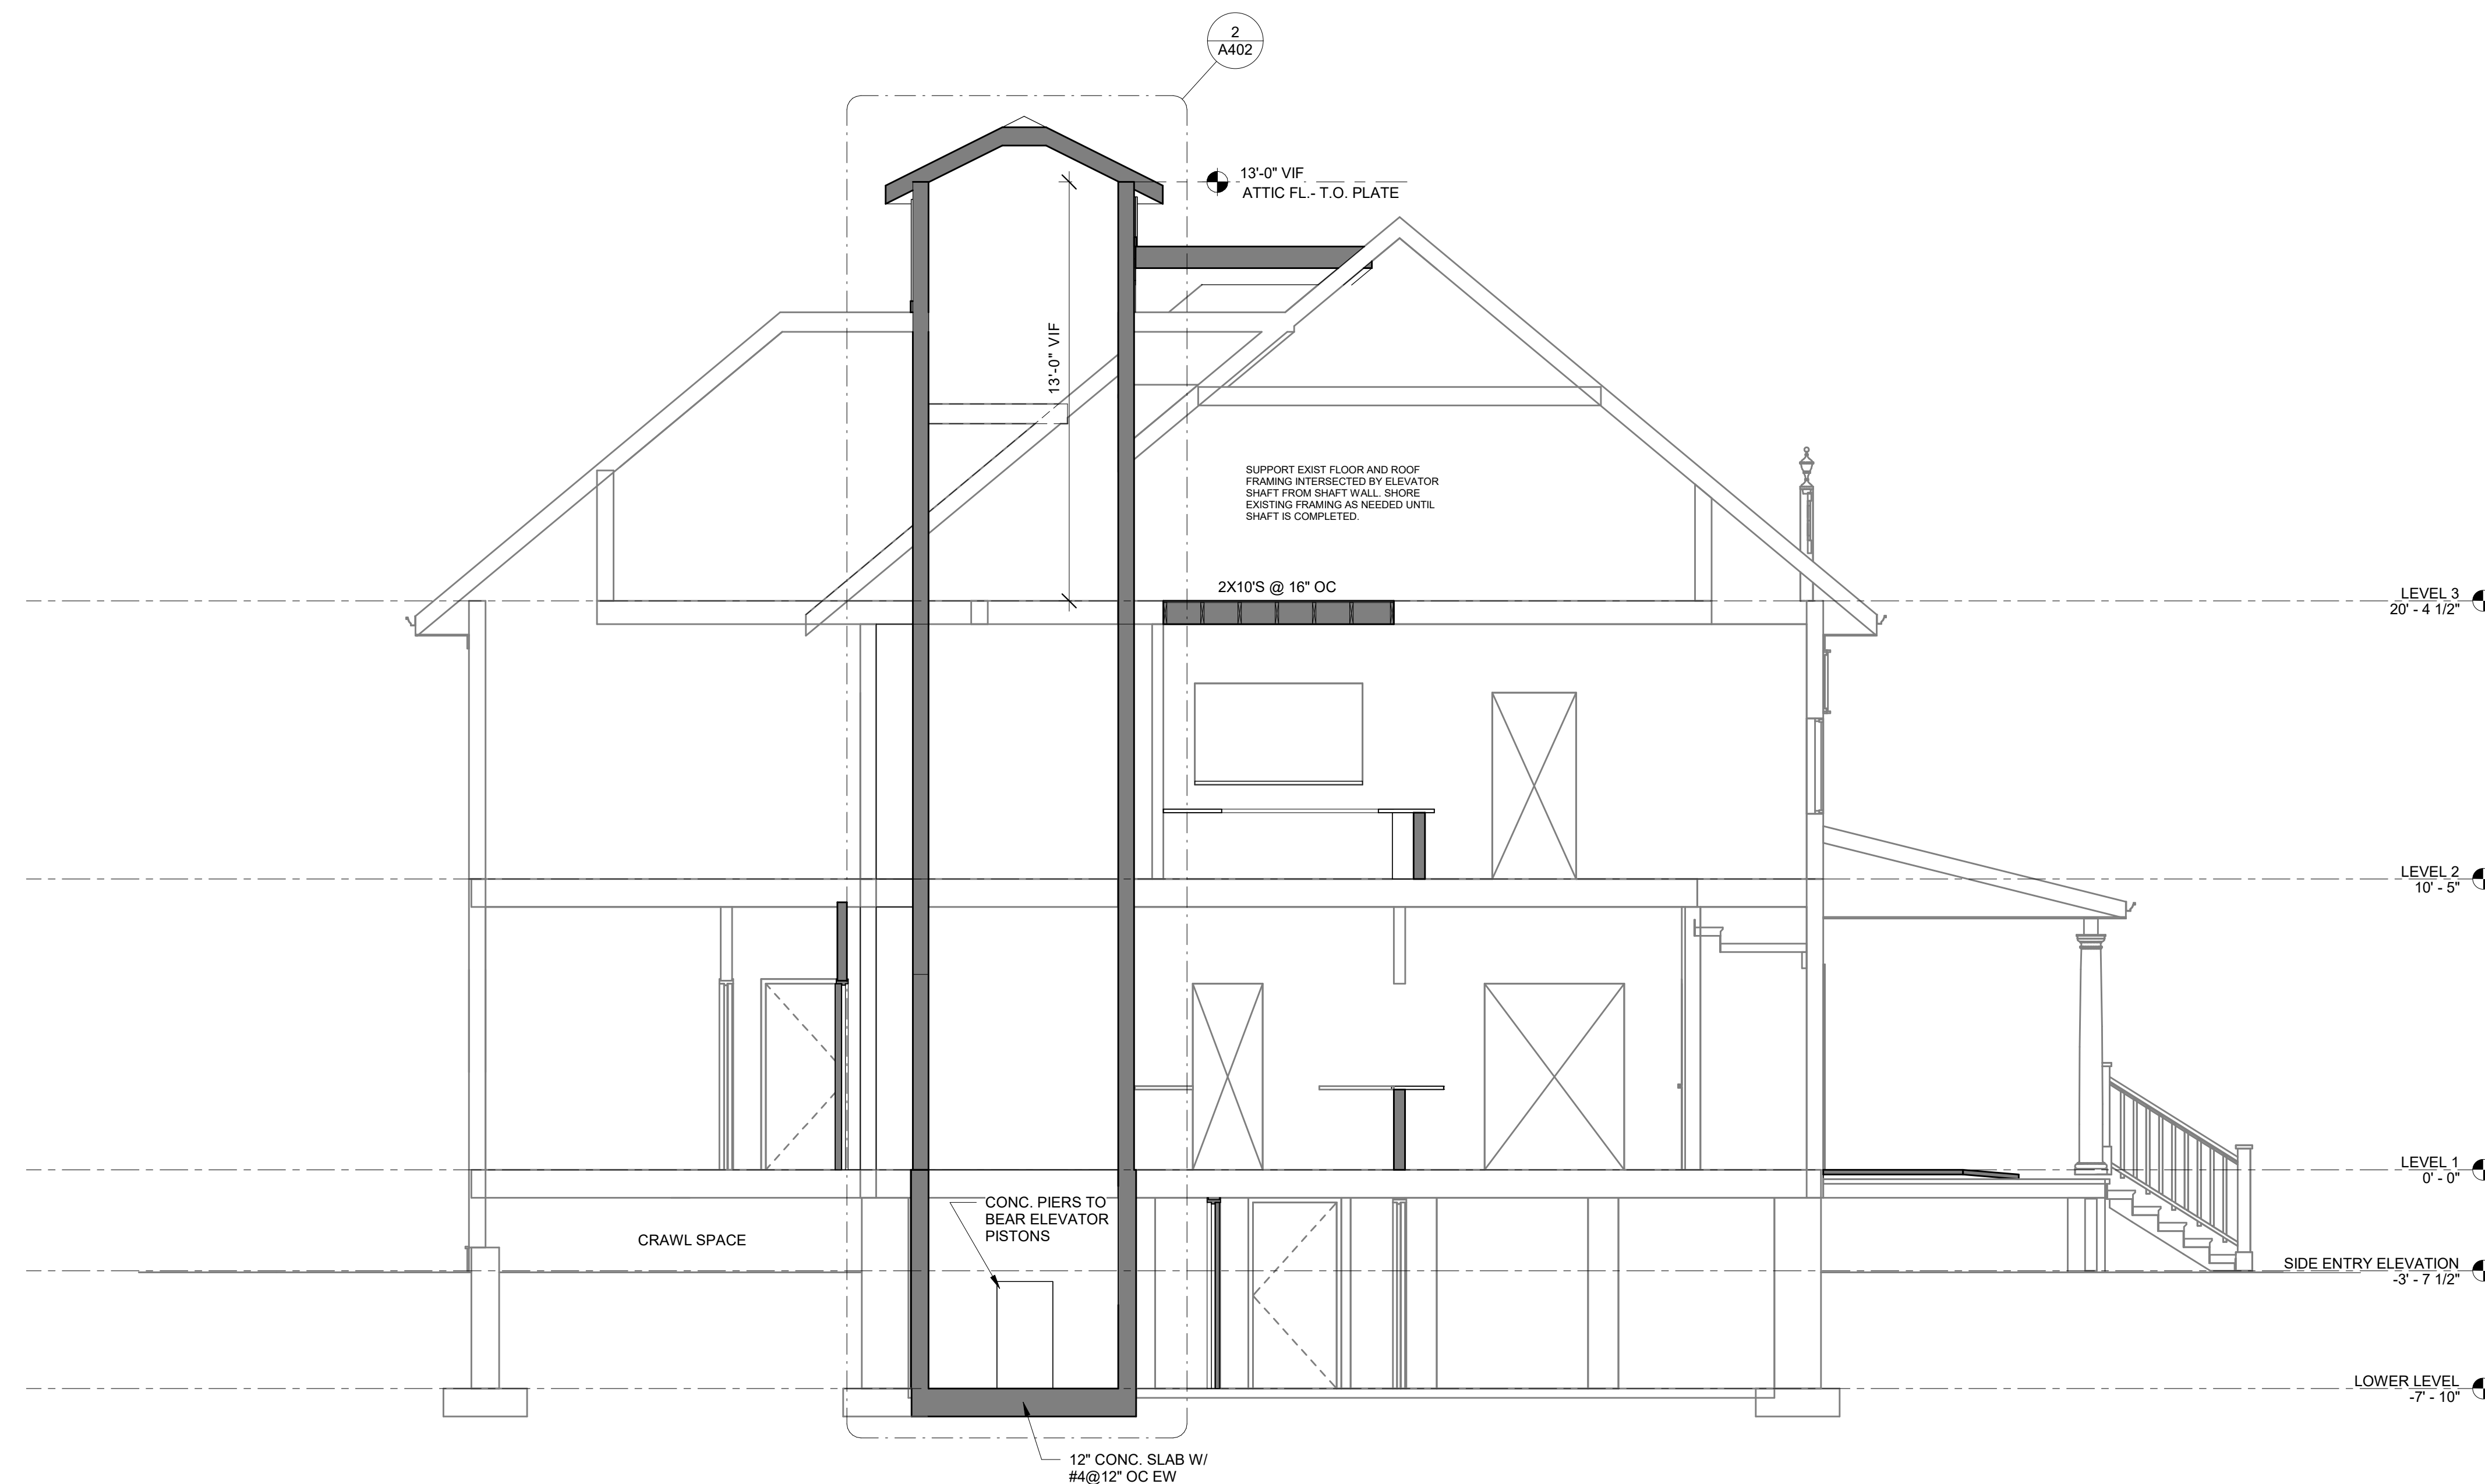 2
A402
13'-0" VIF
ATTIC FL.- T.O. PLATE
13'-0" VIF
SUPPORT EXIST FLOOR AND ROOF
FRAMING INTERSECTED BY ELEVATOR
SHAFT FROM SHAFT WALL. SHORE
EXISTING FRAMING AS NEEDED UNTIL
SHAFT IS COMPLETED.
2X10'S @ 16" OC
LEVEL 3
20' - 4 1/2"
LEVEL 2
10' - 5"
LEVEL 1
0' - 0"
CONC. PIERS TO
BEAR ELEVATOR
PISTONS
CRAWL SPACE
SIDE ENTRY ELEVATION
-3' - 7 1/2"
LOWER LEVEL
-7' - 10"
12" CONC. SLAB W/
#4@12" OC EW